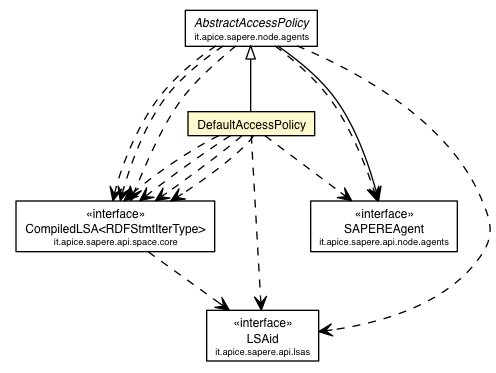 AbstractAccessPolicy
it.apice.sapere.node.agents
DefaultAccessPolicy
«interface»
CompiledLSA<RDFStmtIterType>
it.apice.sapere.api.space.core
«interface»
SAPEREAgent
it.apice.sapere.api.node.agents
«interface»
LSAid
it.apice.sapere.api.lsas